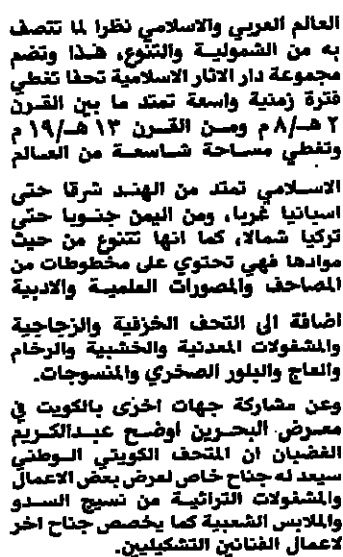 العالم العربي والاسلامي نظرا لما تتصف
به من الشمولية والتنوع، هذا وتضم
مجموعة دار الآثار الاسلامية تحفا تغطي
فترة زمنية واسعة تمتد ما بين القرن
٢ هـ/٨ م ومن القرن ١٣ هـ/١٩ م
وتغطي مساحة شاسعة من العالم
الاسلامي تمتد من الهند شرقا حتى
اسبانيا غربا، ومن اليمن جنوبا حتى
تركيا شمالا، كما انها تتنوع من حيث
موادها فهي تحتوي على مخطوطات من
المصاحف والمصورات العلمية والادبية
اضافة الى التحف الخزفية والزجاجية
والمشغولات المعدنية والخشبية والرخام
والعاج والبلور الصخري والمنسوجات.
وعن مشاركة جهات اخرى بالكويت في
معرض البحرين اوضح عبدالكريم
الغضبان ان المتحف الكويتي الوطني
سيعد له جناح خاص لعرض بعض الاعمال
والمشغولات التراثية من نسيج السدو
والملابس الشعبية كما يخصص جناح اخر
لاعمال الفنانين التشكيليين.